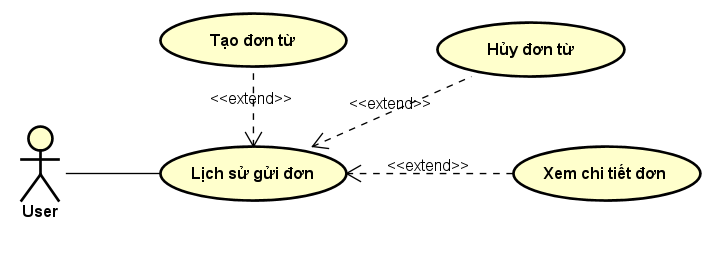 Tạo đơn từ
Hủy đơn từ
<<extend>>
<<extend>>
<<extend>>
Lịch sử gửi đơn
Xem chi tiết đơn
User